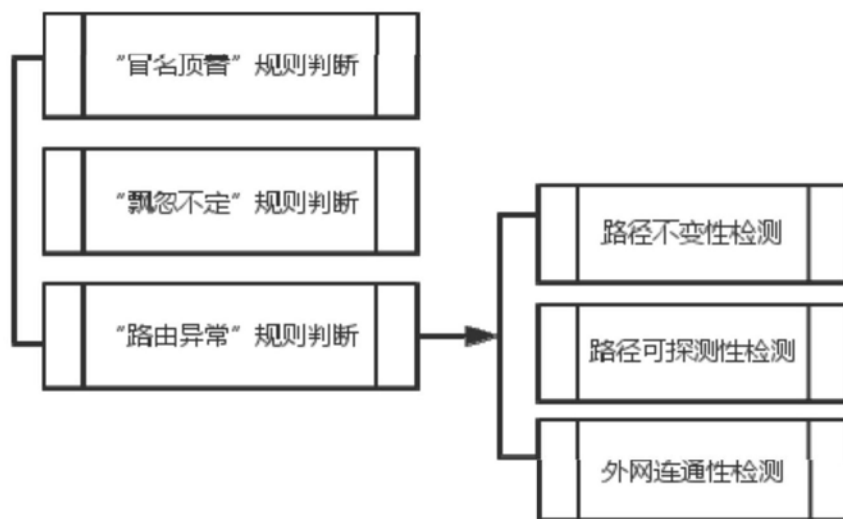 “冒名顶替”规则判断
“飘忽不定”规则判断
“路由异常”规则判断
路径不变性检测
路径可探测性检测
外网连通性检测